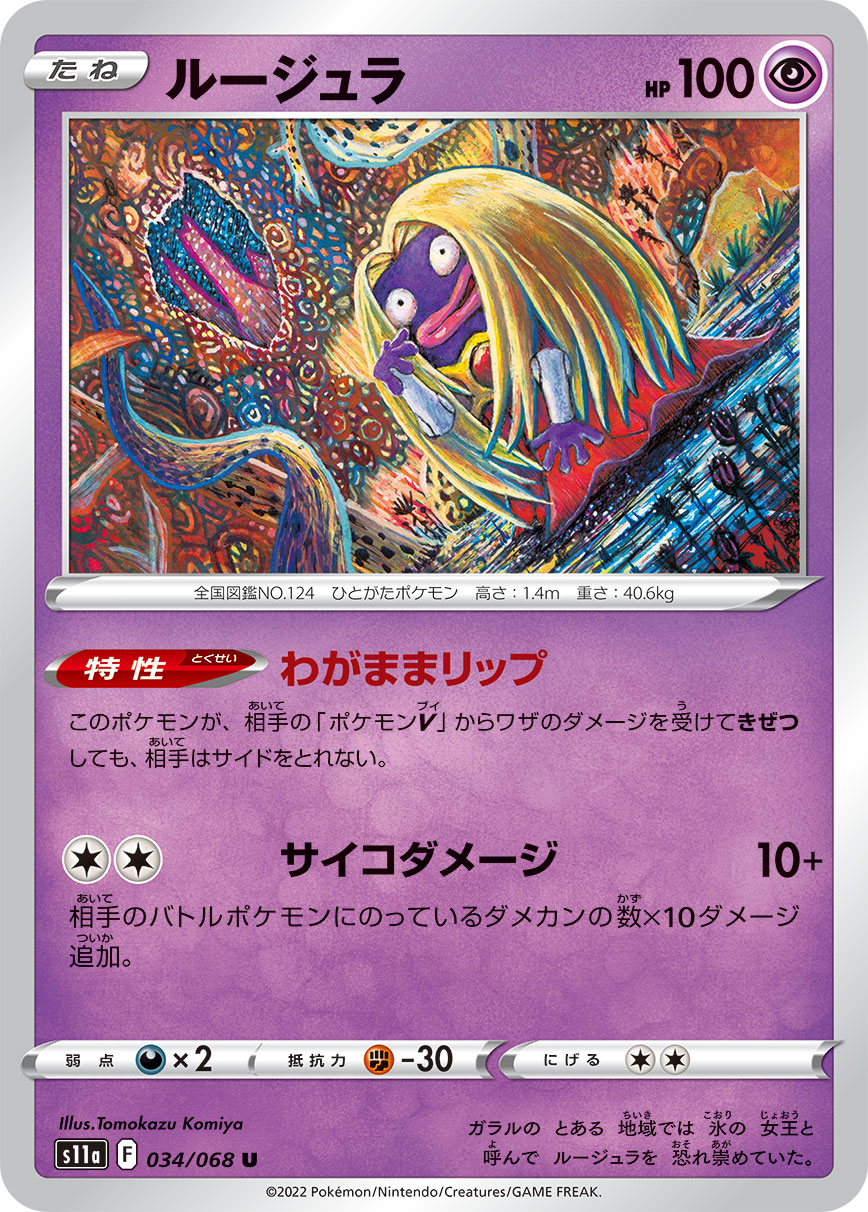 たね ルージュラ HP 100
全国図鑑NO.124 ひとがたポケモン 高さ：1.4m 重さ：40.6kg
特性 とくせい わがままリップ
このポケモンが、相手の「ポケモンV」からワザのダメージを受けてきぜつ
しても、相手はサイドをとれない。
サイコダメージ 10+
相手のバトルポケモンにのっているダメカンの数×10ダメージ
追加。
弱点 ×2 抵抗力 -30 にげる
Illus.Tomokazu Komiya
ガラルの とある 地域では 氷の 女王と
呼んで ルージュラを 恐れ崇めていた。
s11a F 034/068 U
©2022 Pokémon/Nintendo/Creatures/GAME FREAK.